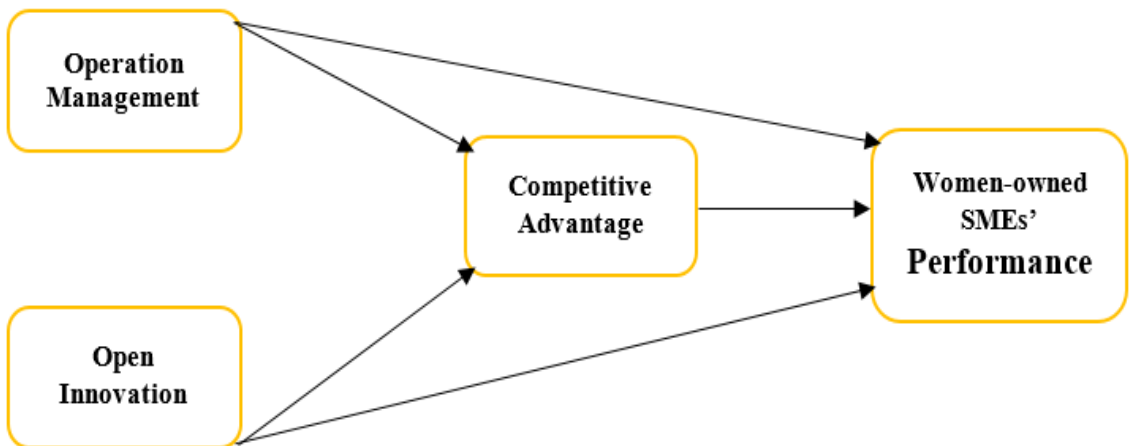 Operation
Management
Competitive
Advantage
Women-owned
SMEs’
Performance
Open
Innovation